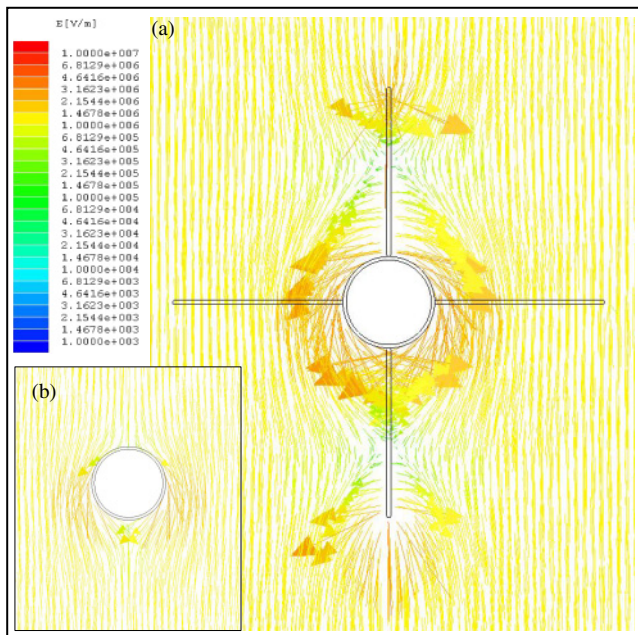 E[V/m]
(a)
1.0000e+007
6.8129e+006
4.6416e+006
3.1623e+006
2.1544e+006
1.4678e+006
1.0000e+006
6.8129e+005
4.6416e+005
3.1623e+005
2.1544e+005
1.4678e+005
1.0000e+005
6.8129e+004
4.6416e+004
3.1623e+004
2.1544e+004
1.4678e+004
1.0000e+004
6.8129e+003
4.6416e+003
3.1623e+003
2.1544e+003
1.4678e+003
1.0000e+003
(b)